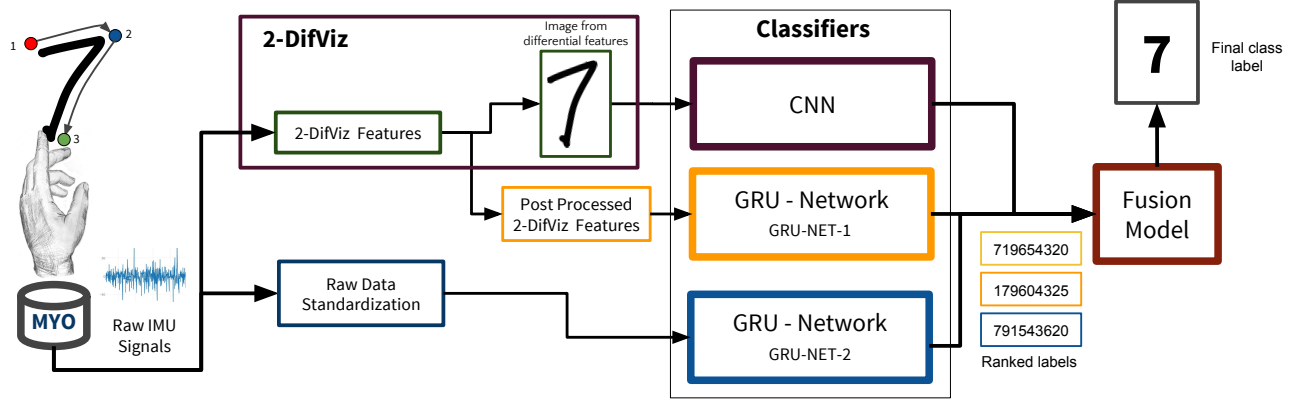 1
2
3
MYO
Raw IMU
Signals
2-DifViz
Image from
differential features
2-DifViz Features
Post Processed
2-DifViz Features
Raw Data
Standardization
Classifiers
CNN
GRU - Network
GRU-NET-1
GRU - Network
GRU-NET-2
719654320
179604325
791543620
Ranked labels
Fusion
Model
7
Final class
label
7
7